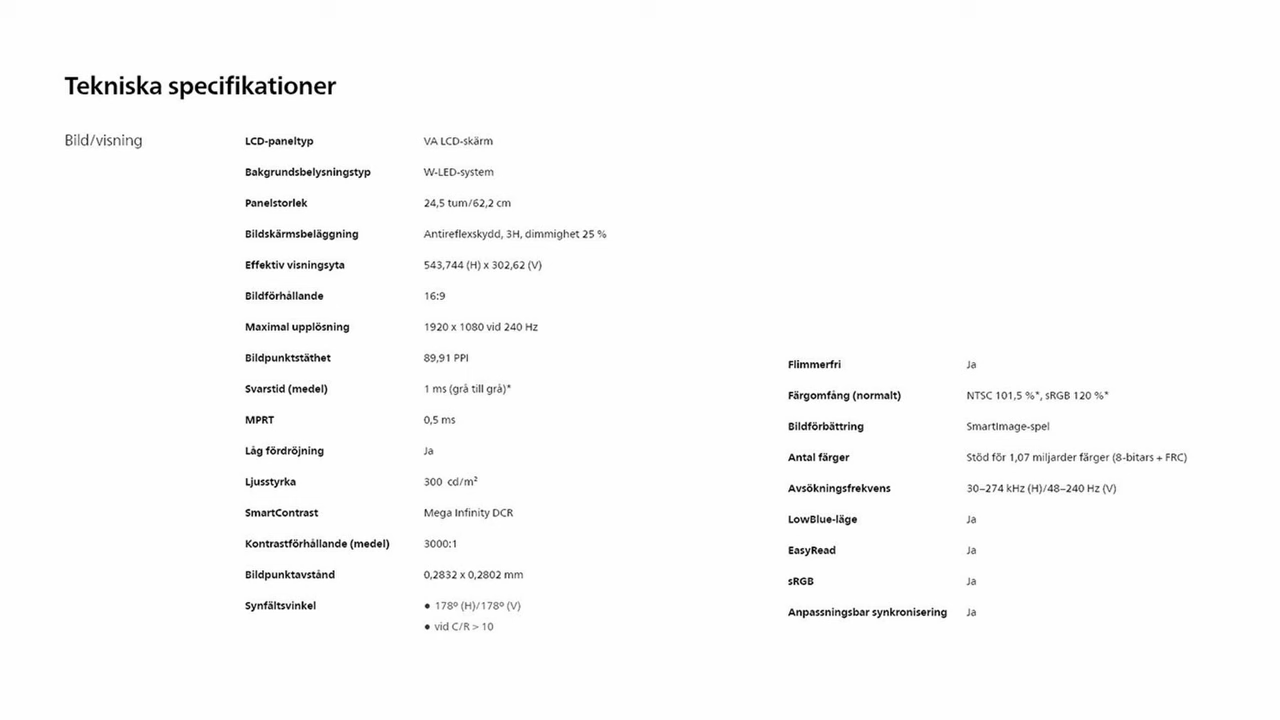 Tekniska specifikationer
Bild/visning
LCD-paneltyp VA LCD-skärm
Bakgrundsbelysningstyp W-LED-system
Panelstorlek 24,5 tum/62,2 cm
Bildskärmsbeläggning Antireflexskydd, 3H, dimmighet 25 %
Effektiv visningsyta 543,744 (H) x 302,62 (V)
Bildförhållande 16:9
Maximal upplösning 1920 x 1080 vid 240 Hz
Bildpunktstäthet 89,91 PPI
Svarstid (medel) 1 ms (grå till grå)*
MPRT 0,5 ms
Låg fördröjning Ja
Ljusstyrka 300 cd/m²
SmartContrast Mega Infinity DCR
Kontrastförhållande (medel) 3000:1
Bildpunktavstånd 0,2832 x 0,2802 mm
Synfältsvinkel ● 178º (H)/178º (V)
● vid C/R > 10
Flimmerfri Ja
Färgomfång (normalt) NTSC 101,5 %*, sRGB 120 %*
Bildförbättring SmartImage-spel
Antal färger Stöd för 1,07 miljarder färger (8-bitars + FRC)
Avsökningsfrekvens 30–274 kHz (H)/48–240 Hz (V)
LowBlue-läge Ja
EasyRead Ja
sRGB Ja
Anpassningsbar synkronisering Ja